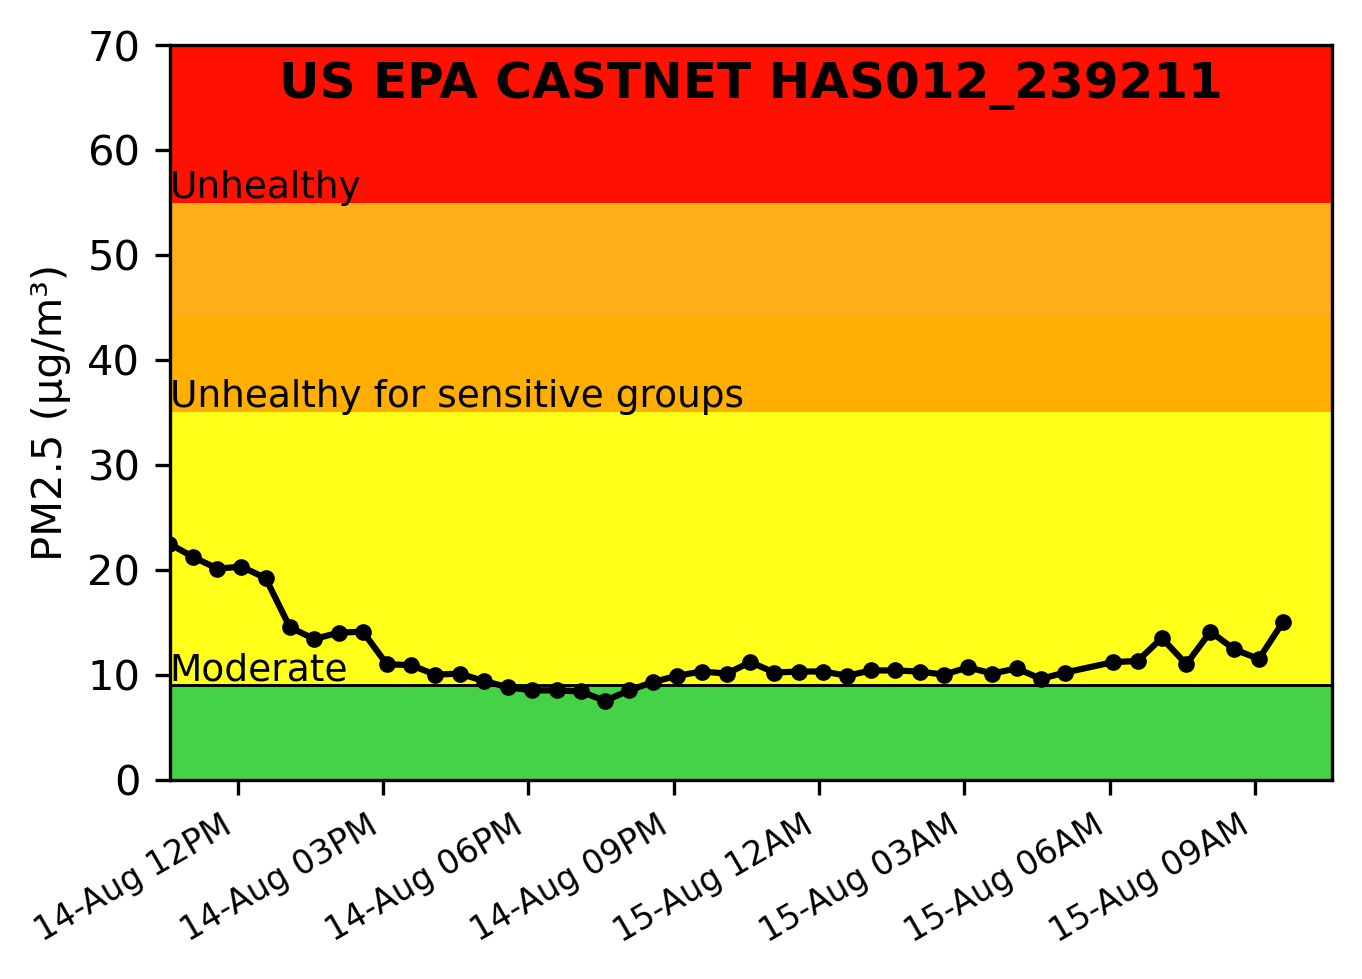 US EPA CASTNET HAS012_239211
PM2.5 (µg/m³)
70
60
50
40
30
20
10
0
Unhealthy
Unhealthy for sensitive groups
Moderate
14-Aug 12PM
14-Aug 03PM
14-Aug 06PM
14-Aug 09PM
15-Aug 12AM
15-Aug 03AM
15-Aug 06AM
15-Aug 09AM